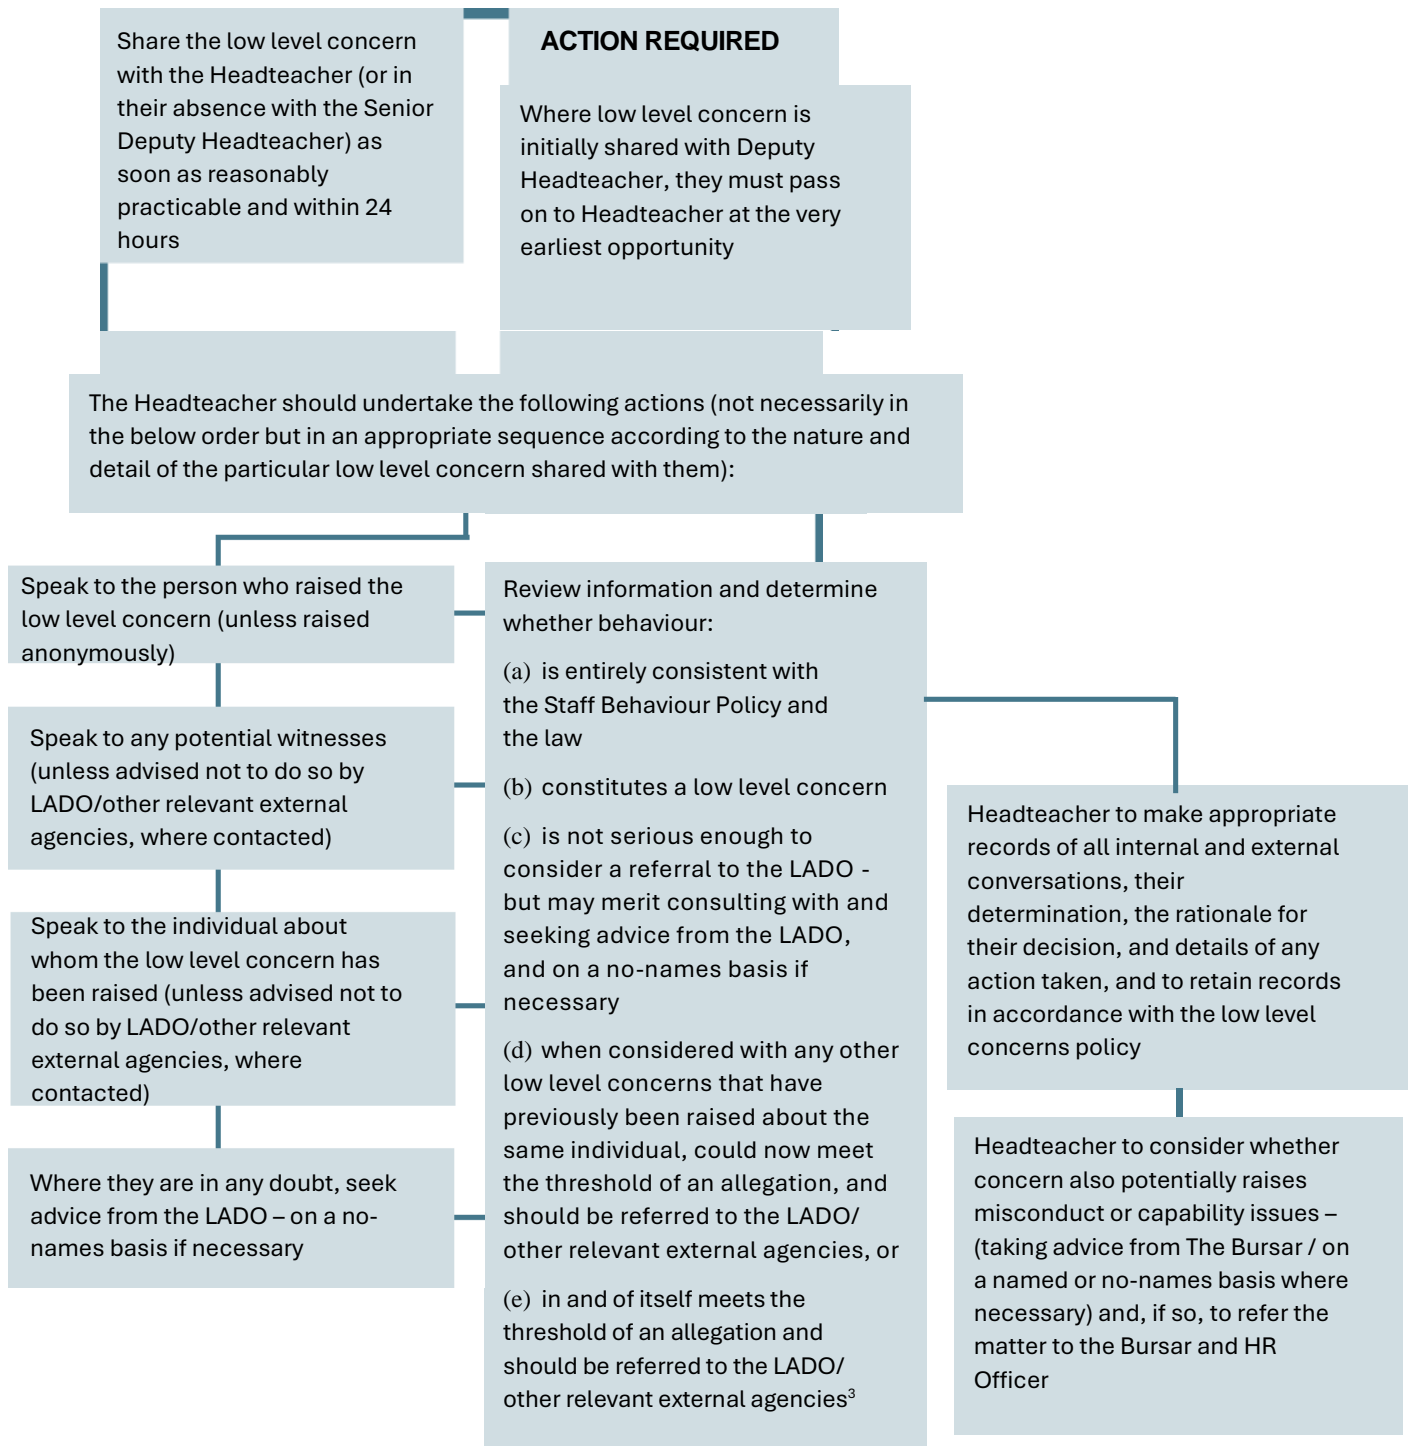 Share the low level concern
with the Headteacher (or in
their absence with the Senior
Deputy Headteacher) as
soon as reasonably
practicable and within 24
hours
ACTION REQUIRED
Where low level concern is
initially shared with Deputy
Headteacher, they must pass
on to Headteacher at the very
earliest opportunity
The Headteacher should undertake the following actions (not necessarily in
the below order but in an appropriate sequence according to the nature and
detail of the particular low level concern shared with them):
Speak to the person who raised the
low level concern (unless raised
anonymously)
Speak to any potential witnesses
(unless advised not to do so by
LADO/other relevant external
agencies, where contacted)
Speak to the individual about
whom the low level concern has
been raised (unless advised not to
do so by LADO/other relevant
external agencies, where
contacted)
Where they are in any doubt, seek
advice from the LADO – on a no-
names basis if necessary
Review information and determine
whether behaviour:
(a) is entirely consistent with
the Staff Behaviour Policy and
the law
(b) constitutes a low level concern
(c) is not serious enough to
consider a referral to the LADO -
but may merit consulting with and
seeking advice from the LADO,
and on a no-names basis if
necessary
(d) when considered with any other
low level concerns that have
previously been raised about the
same individual, could now meet
the threshold of an allegation, and
should be referred to the LADO/
other relevant external agencies, or
(e) in and of itself meets the
threshold of an allegation and
should be referred to the LADO/
other relevant external agencies³
Headteacher to make appropriate
records of all internal and external
conversations, their
determination, the rationale for
their decision, and details of any
action taken, and to retain records
in accordance with the low level
concerns policy
Headteacher to consider whether
concern also potentially raises
misconduct or capability issues –
(taking advice from The Bursar / on
a named or no-names basis where
necessary) and, if so, to refer the
matter to the Bursar and HR
Officer